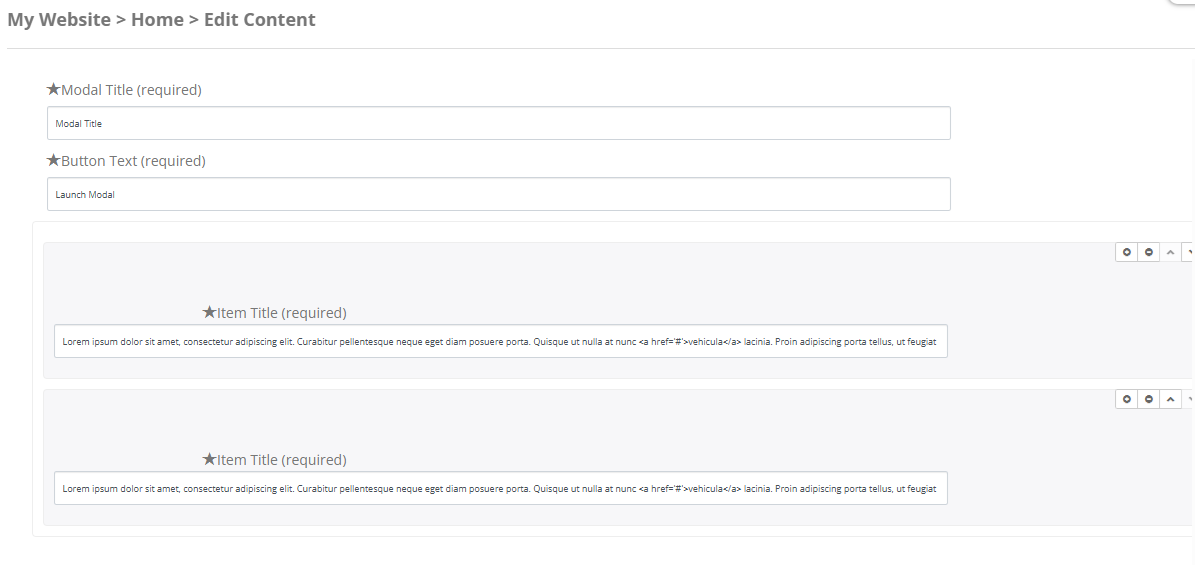 My Website > Home > Edit Content
★Modal Title (required)
Modal Title
★Button Text (required)
Launch Modal
★Item Title (required)
Lorem ipsum dolor sit amet, consectetur adipiscing elit. Curabitur pellentesque neque eget diam posuere porta. Quisque ut nulla at nunc <a href='#'>vehicula</a> lacinia. Proin adipiscing porta tellus, ut feugiat
★Item Title (required)
Lorem ipsum dolor sit amet, consectetur adipiscing elit. Curabitur pellentesque neque eget diam posuere porta. Quisque ut nulla at nunc <a href='#'>vehicula</a> lacinia. Proin adipiscing porta tellus, ut feugiat